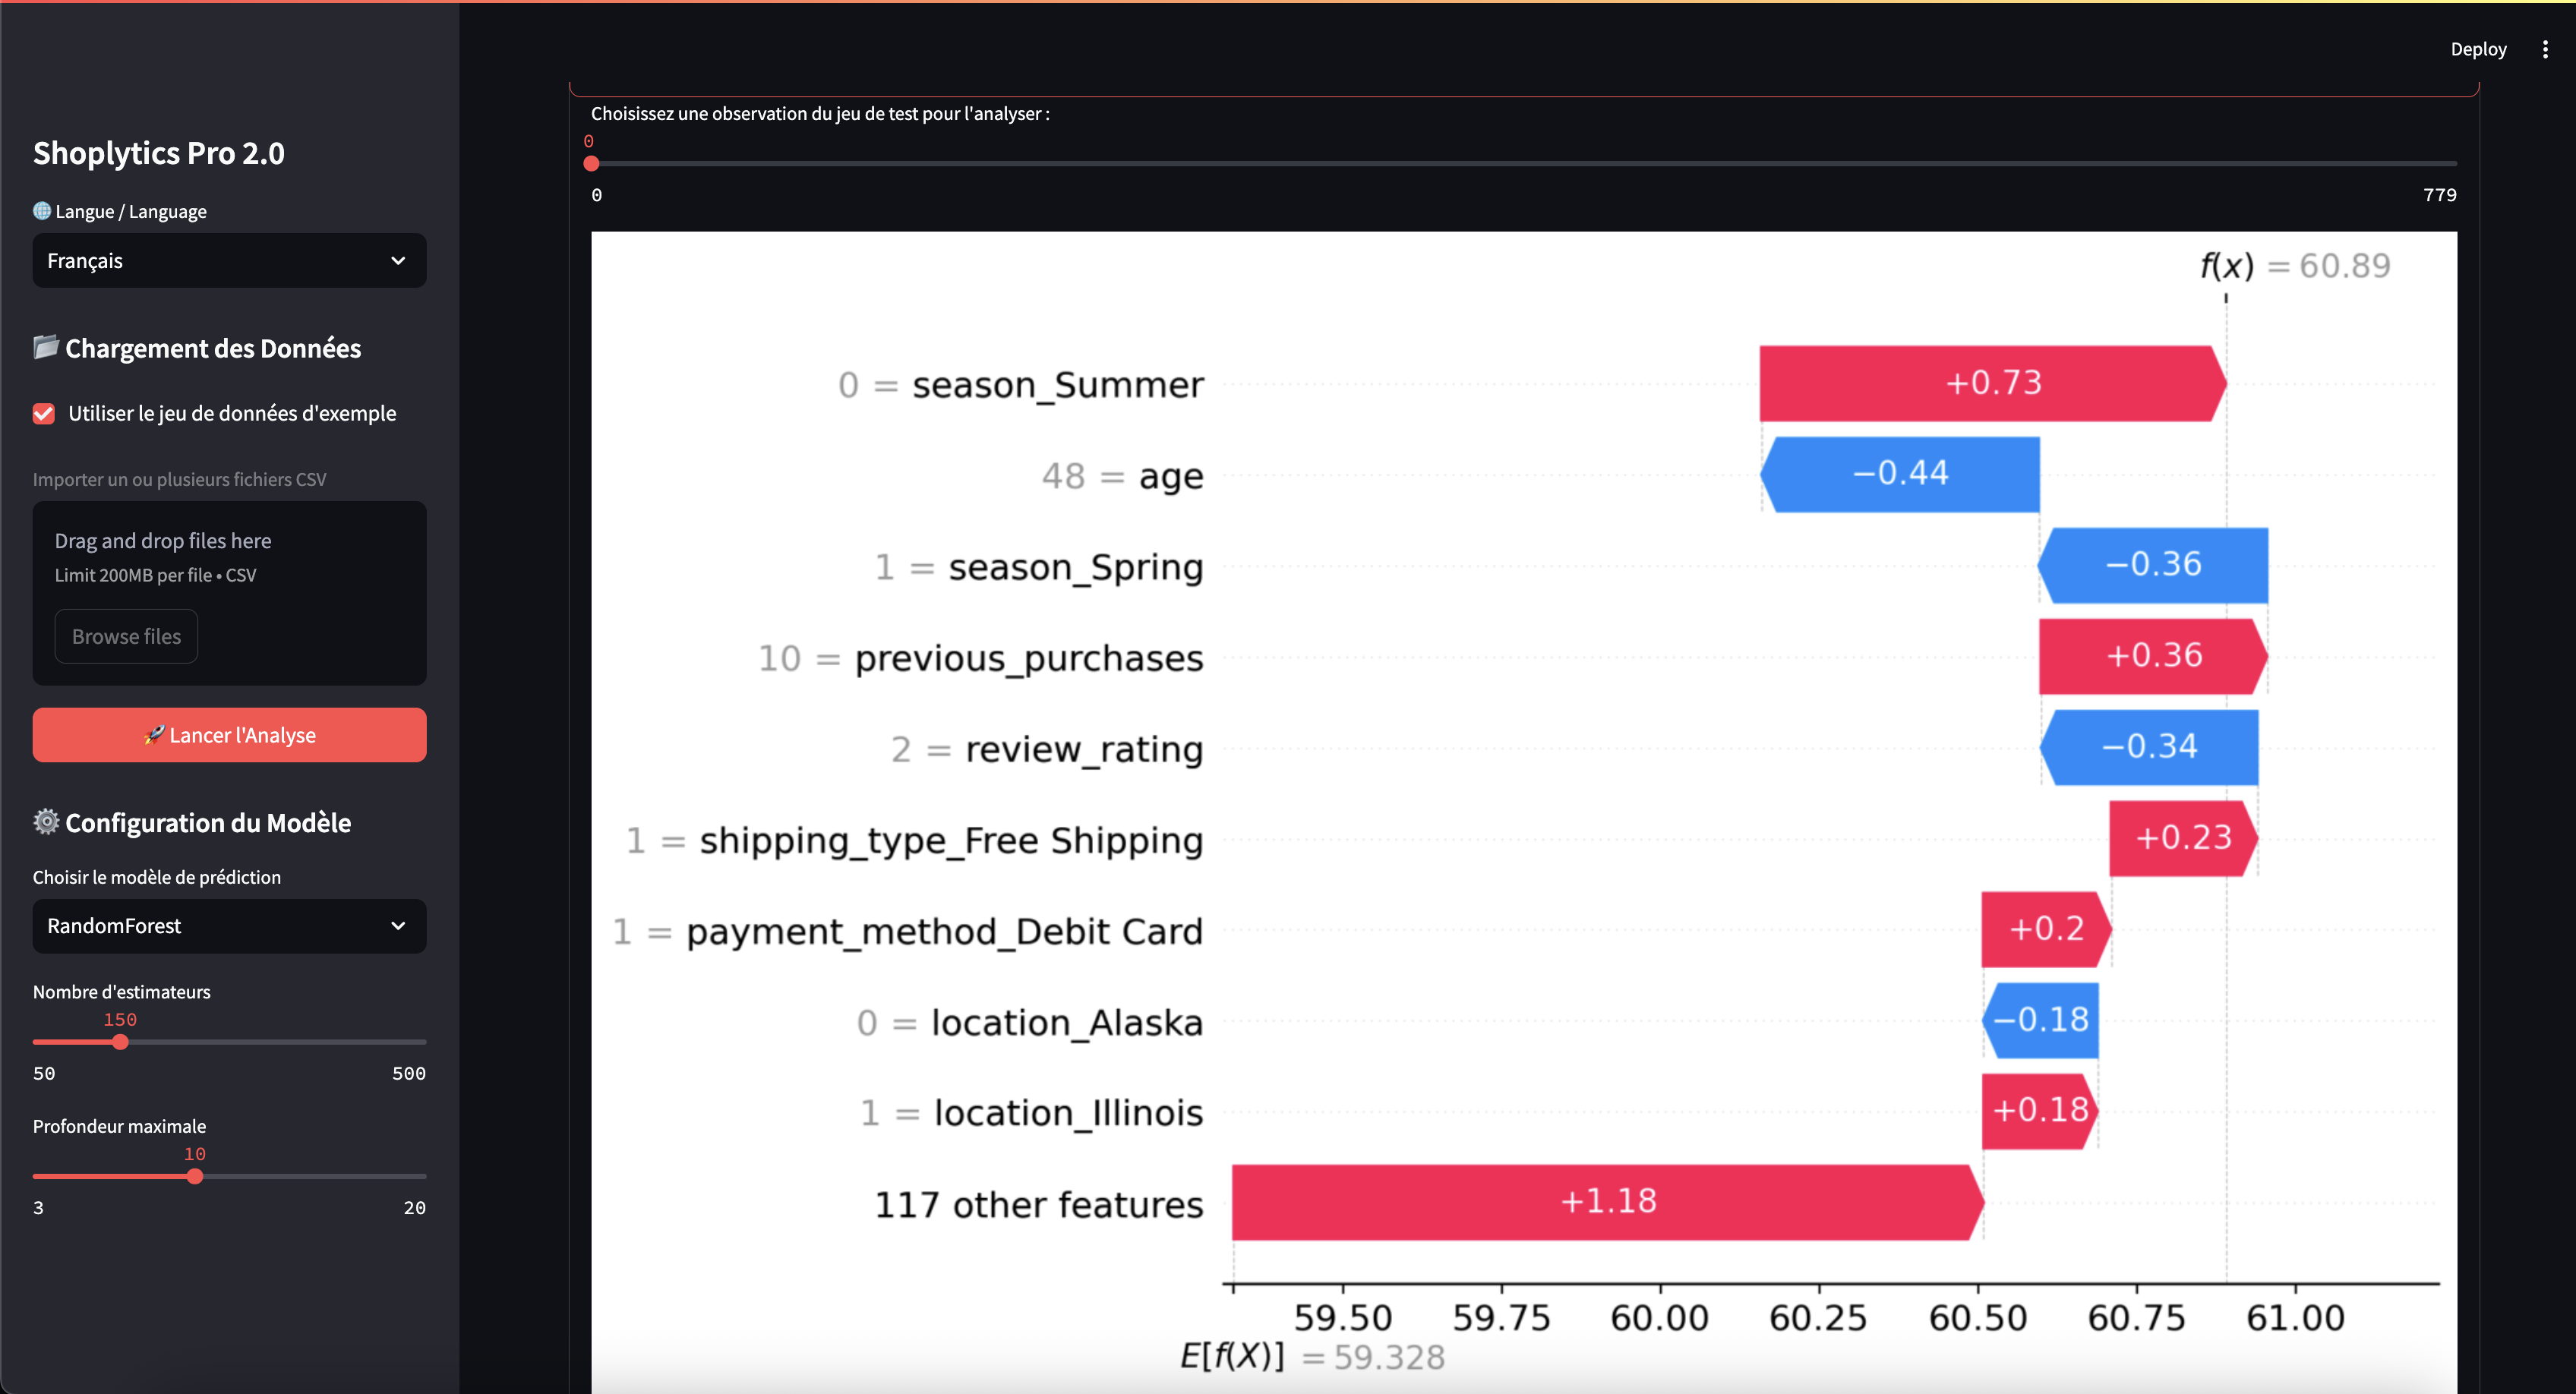 Deploy
Shoplytics Pro 2.0
🌐 Langue / Language
Français
📂 Chargement des Données
Utiliser le jeu de données d'exemple
Importer un ou plusieurs fichiers CSV
Drag and drop files here
Limit 200MB per file • CSV
Browse files
🚀 Lancer l'Analyse
⚙️ Configuration du Modèle
Choisir le modèle de prédiction
RandomForest
Nombre d'estimateurs
150
50 500
Profondeur maximale
10
3 20
Choisissez une observation du jeu de test pour l'analyser :
0
0 779
f(x) = 60.89
0 = season_Summer +0.73
48 = age −0.44
1 = season_Spring −0.36
10 = previous_purchases +0.36
2 = review_rating −0.34
1 = shipping_type_Free Shipping +0.23
1 = payment_method_Debit Card +0.2
0 = location_Alaska −0.18
1 = location_Illinois +0.18
117 other features +1.18
59.50 59.75 60.00 60.25 60.50 60.75 61.00
E[f(X)] = 59.328